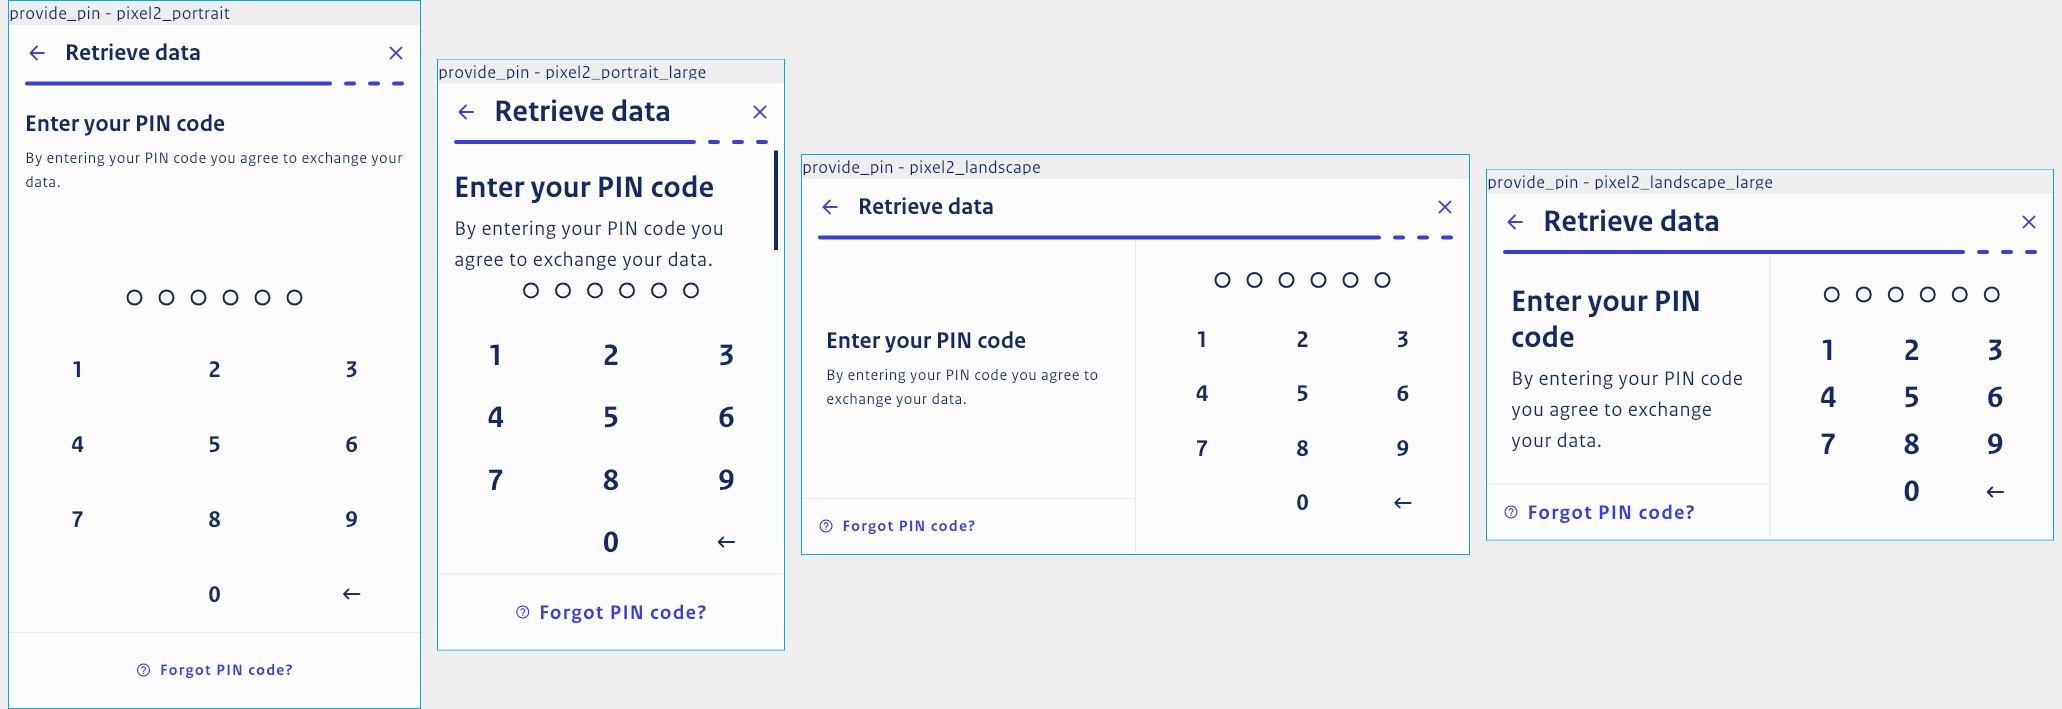 provide_pin - pixel2_portrait
Retrieve data
Enter your PIN code
By entering your PIN code you agree to exchange your
data.
1 2 3
4 5 6
7 8 9
0
Forgot PIN code?
provide_pin - pixel2_portrait_large
Retrieve data
Enter your PIN code
By entering your PIN code you
agree to exchange your data.
1 2 3
4 5 6
7 8 9
0
Forgot PIN code?
provide_pin - pixel2_landscape
Retrieve data
Enter your PIN code
By entering your PIN code you agree to
exchange your data.
Forgot PIN code?
1 2 3
4 5 6
7 8 9
0
provide_pin - pixel2_landscape_large
Retrieve data
Enter your PIN
code
By entering your PIN code
you agree to exchange
your data.
Forgot PIN code?
1 2 3
4 5 6
7 8 9
0